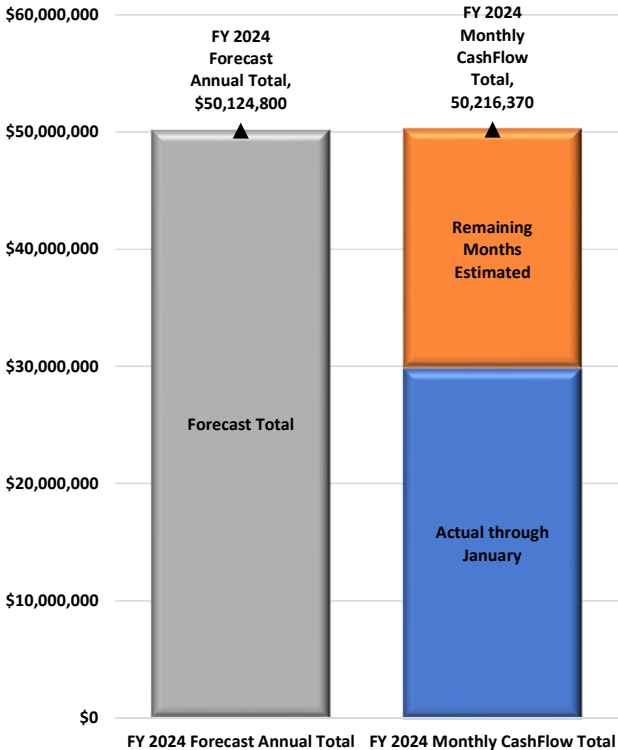 $60,000,000
$50,000,000
$40,000,000
$30,000,000
$20,000,000
$10,000,000
$0
FY 2024
Forecast
Annual Total,
$50,124,800
FY 2024
Monthly
CashFlow
Total,
50,216,370
Forecast Total
Remaining
Months
Estimated
Actual through
January
FY 2024 Forecast Annual Total
FY 2024 Monthly CashFlow Total